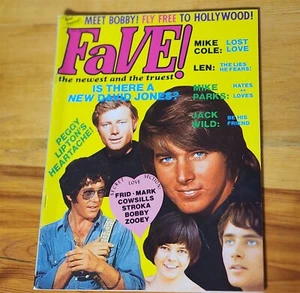 MEET BOBBY! FLY FREE TO HOLLYWOOD!
FaVE!
the newest and the truest
IS THERE A
NEW DAVID JONES?
MIKE COLE: LOST LOVE
LEN: THE LIES HE FEARS!
MIKE PARKS: HATES & LOVES
JACK WILD: BE HIS FRIEND
PEGGY
LIPTON'S
HEARTACHE!
FRID · MARK
COWSILLS
STROKA
BOBBY
ZOOEY